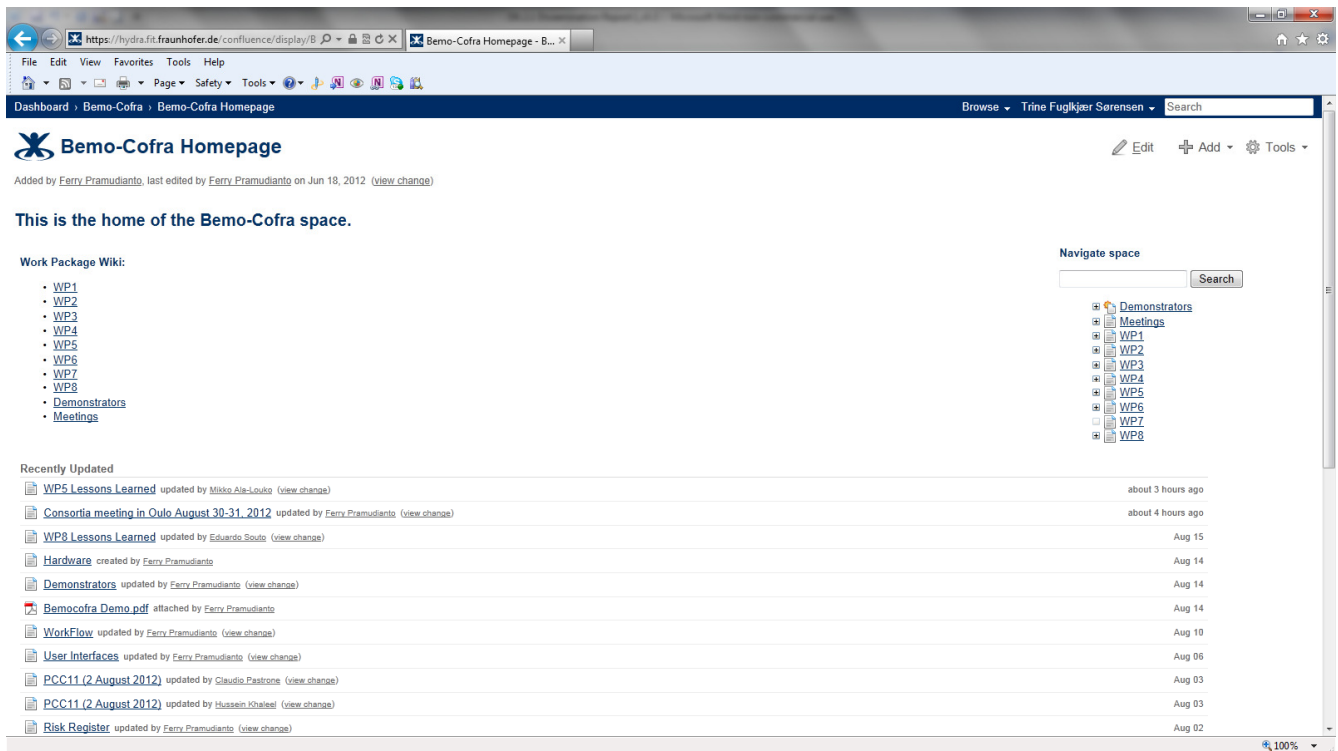 https://hydra.fit.fraunhofer.de/confluence/display/B
Bemo-Cofra Homepage - B...
File Edit View Favorites Tools Help
Page Safety Tools
Dashboard › Bemo-Cofra › Bemo-Cofra Homepage Browse Trine Fuglkjær Sørensen Search
Bemo-Cofra Homepage Edit Add Tools
Added by Ferry Pramudianto, last edited by Ferry Pramudianto on Jun 18, 2012 (view change)
This is the home of the Bemo-Cofra space.
Work Package Wiki:
• WP1
• WP2
• WP3
• WP4
• WP5
• WP6
• WP7
• WP8
• Demonstrators
• Meetings
Navigate space
Search
Demonstrators
Meetings
WP1
WP2
WP3
WP4
WP5
WP6
WP7
WP8
Recently Updated
WP5 Lessons Learned updated by Mikko Ala-Louko (view change) about 3 hours ago
Consortia meeting in Oulo August 30-31, 2012 updated by Ferry Pramudianto (view change) about 4 hours ago
WP8 Lessons Learned updated by Eduardo Souto (view change) Aug 15
Hardware created by Ferry Pramudianto Aug 14
Demonstrators updated by Ferry Pramudianto (view change) Aug 14
Bemocofra Demo.pdf attached by Ferry Pramudianto Aug 14
WorkFlow updated by Ferry Pramudianto (view change) Aug 10
User Interfaces updated by Ferry Pramudianto (view change) Aug 06
PCC11 (2 August 2012) updated by Claudio Pastrone (view change) Aug 03
PCC11 (2 August 2012) updated by Hussein Khaleel (view change) Aug 03
Risk Register updated by Ferry Pramudianto (view change) Aug 02
100%